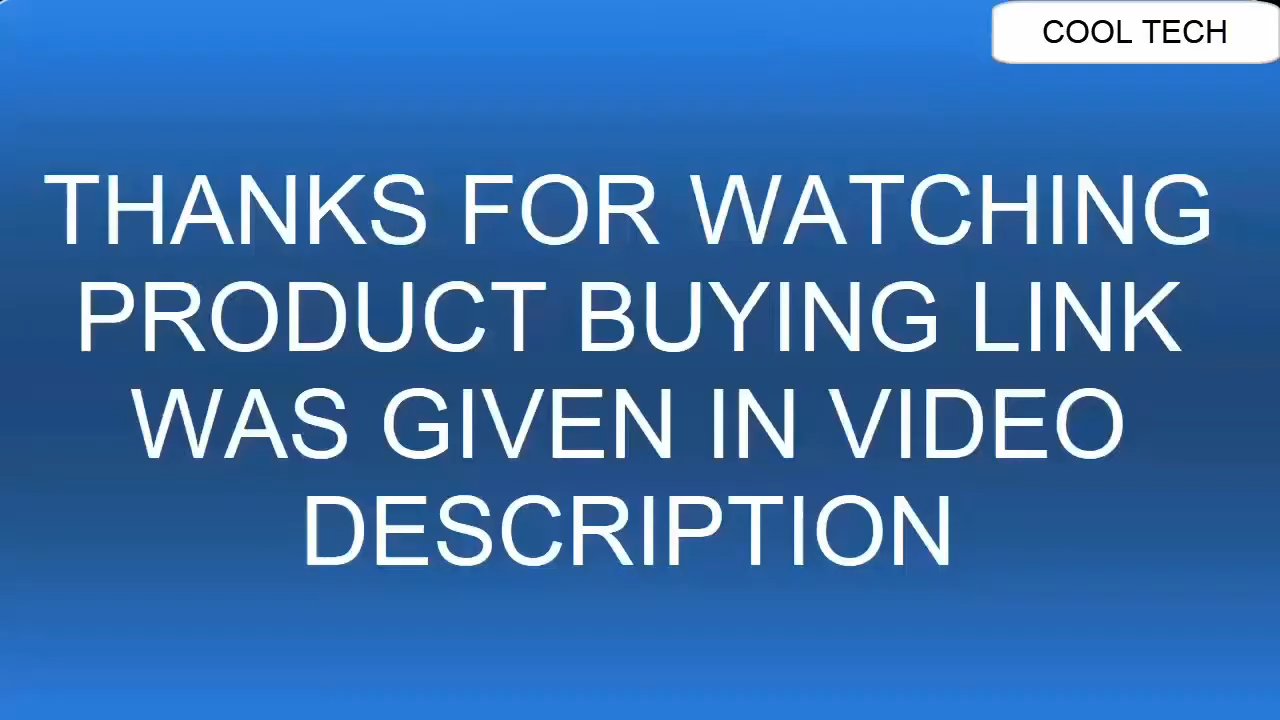 COOL TECH
THANKS FOR WATCHING
PRODUCT BUYING LINK
WAS GIVEN IN VIDEO
DESCRIPTION